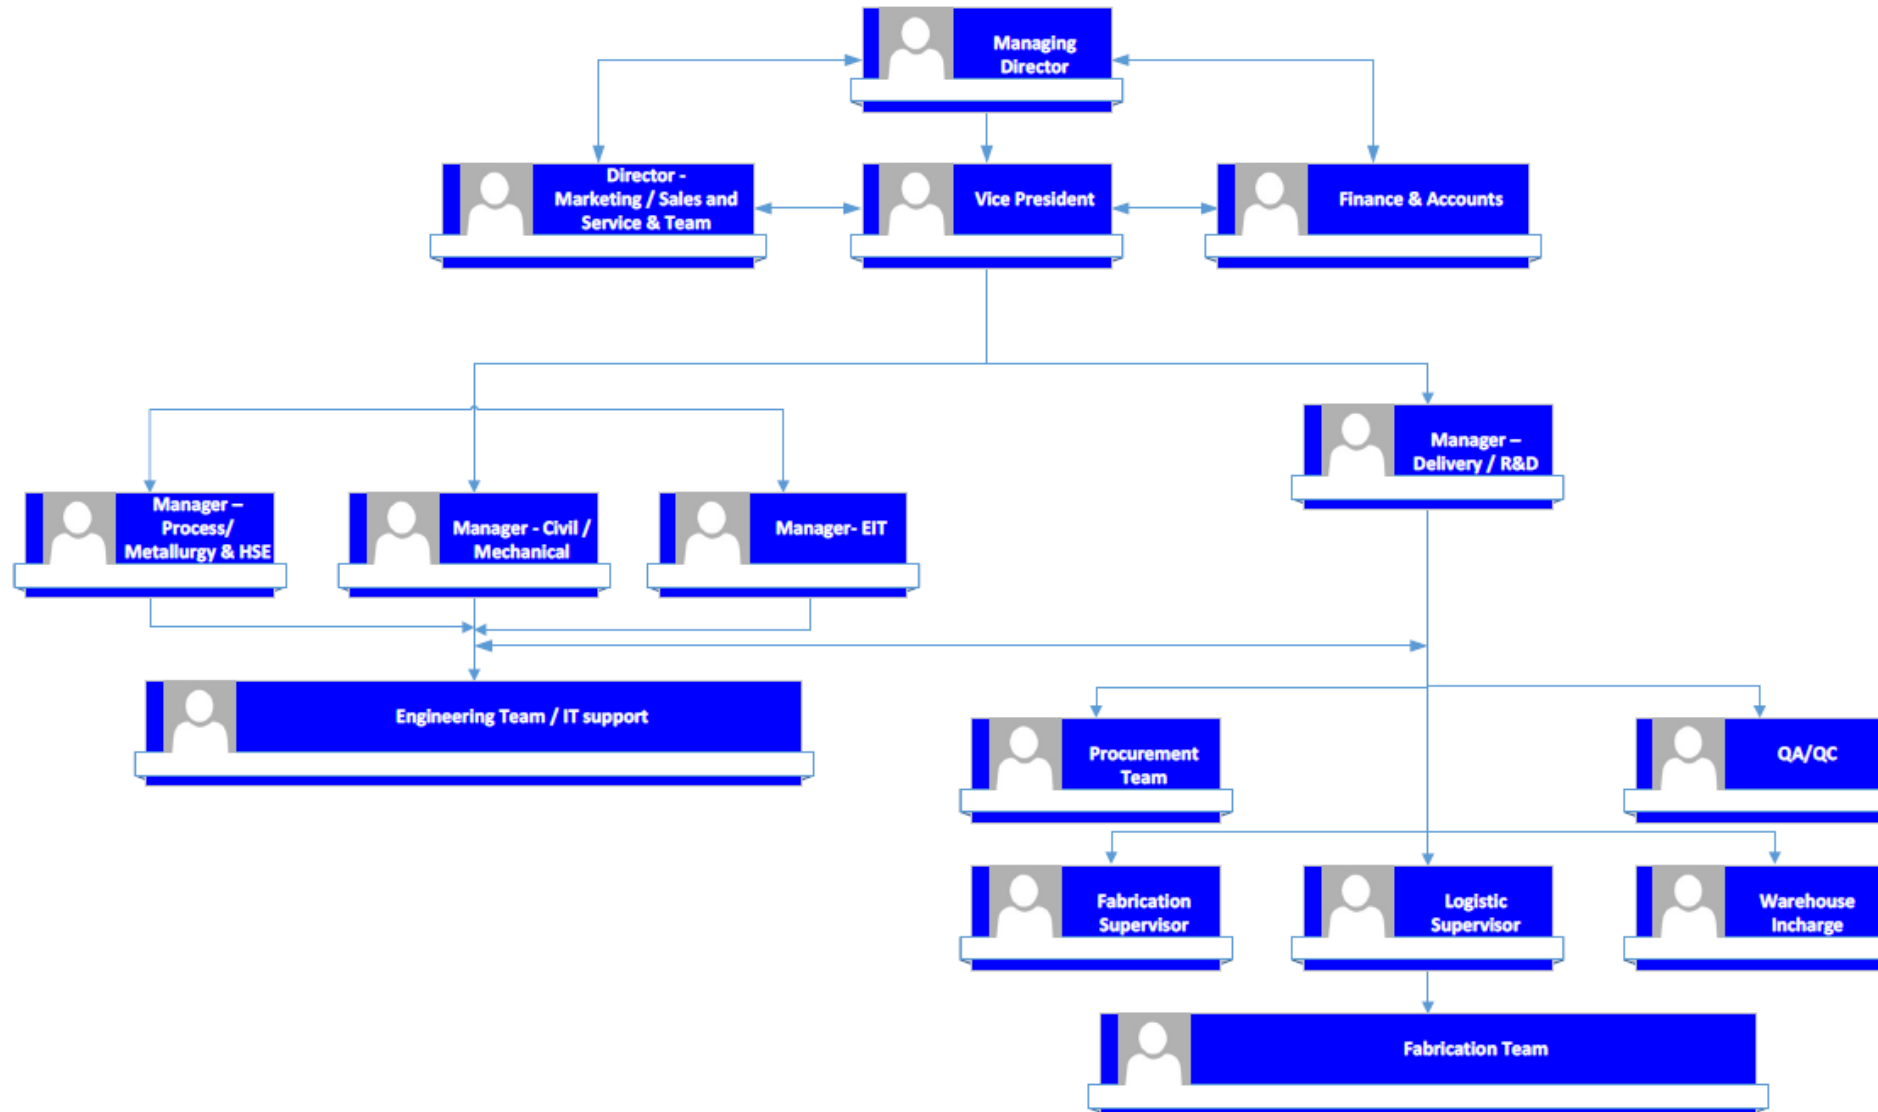 Managing
Director
Director -
Marketing / Sales and
Service & Team
Vice President
Finance & Accounts
Manager –
Delivery / R&D
Manager –
Process/
Metallurgy & HSE
Manager - Civil /
Mechanical
Manager- EIT
Engineering Team / IT support
Procurement
Team
QA/QC
Fabrication
Supervisor
Logistic
Supervisor
Warehouse
Incharge
Fabrication Team